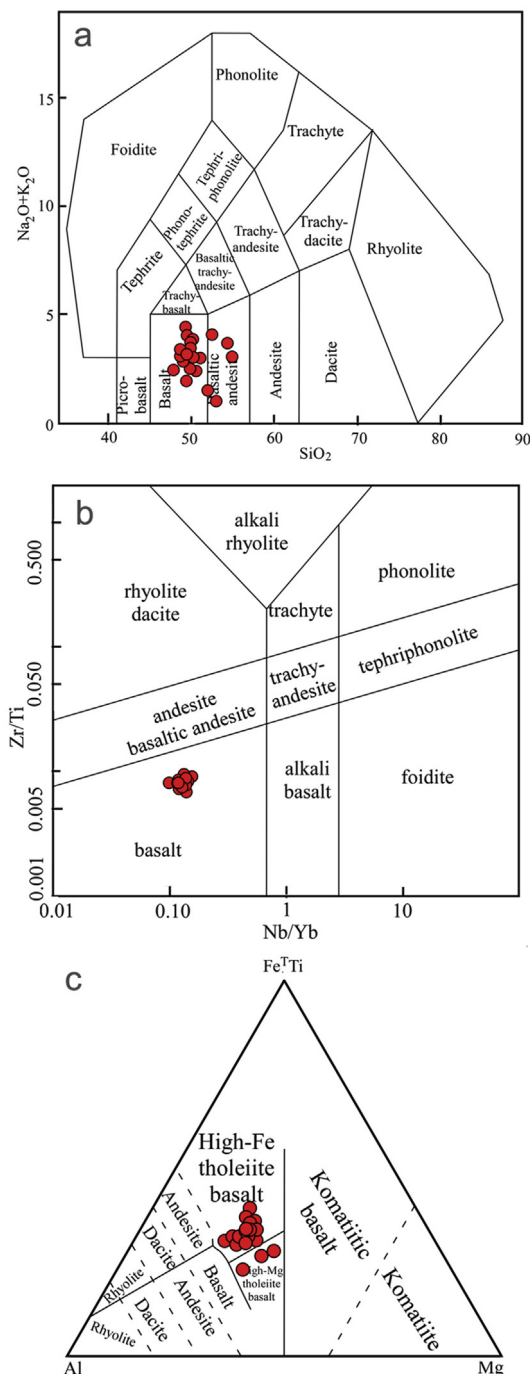 a
Na₂O+K₂O
15
10
5
0
Phonolite
Foidite
Trachyte
Tephri-
phonolite
Phono-
tephrite
Trachy-
andesite
Trachy-
dacite
Rhyolite
Tephrite
Basaltic
trachy-
andesite
Trachy-
basalt
Picro-
basalt
Basalt
basaltic
andesite
Andesite
Dacite
40
50
60
70
80
90
SiO₂
b
Zr/Ti
0.500
0.050
0.005
0.001
alkali
rhyolite
rhyolite
dacite
phonolite
trachyte
tephriphonolite
trachy-
andesite
andesite
basaltic andesite
alkali
basalt
foidite
basalt
0.01
0.10
1
10
Nb/Yb
c
FeᵀTi
High-Fe
tholeiite
basalt
Komatiitic
basalt
Andesite
Dacite
Rhyolite
Basalt
High-Mg
tholeiite
basalt
Komatiite
Andesite
Dacite
Rhyolite
Al
Mg